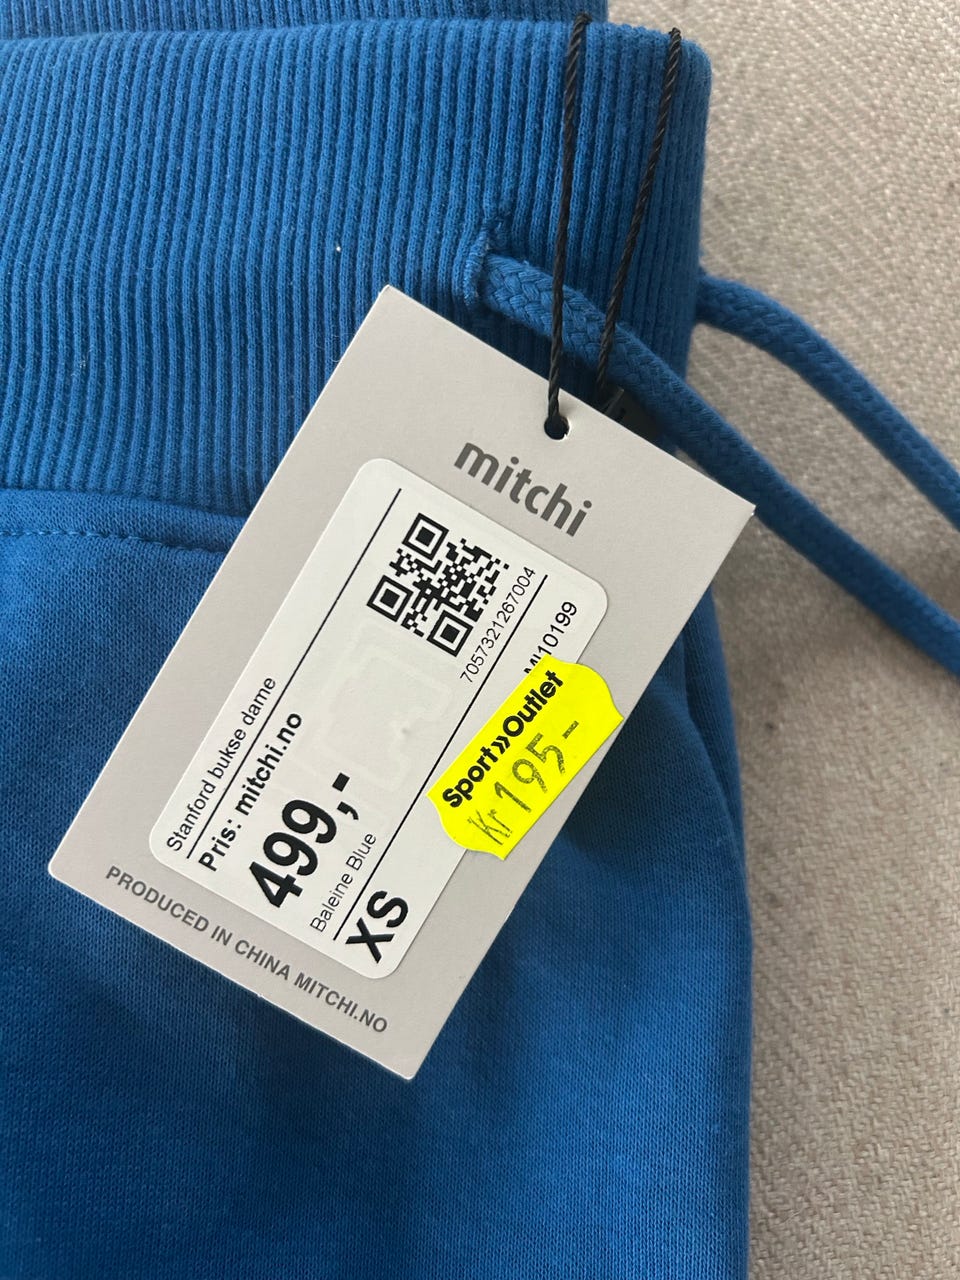 mitchi
7057321267004
MI10199
Stanford bukse dame
Pris: mitchi.no
499,-
Baleine Blue
XS
Sport»Outlet
Kr 195-
PRODUCED IN CHINA MITCHI.NO